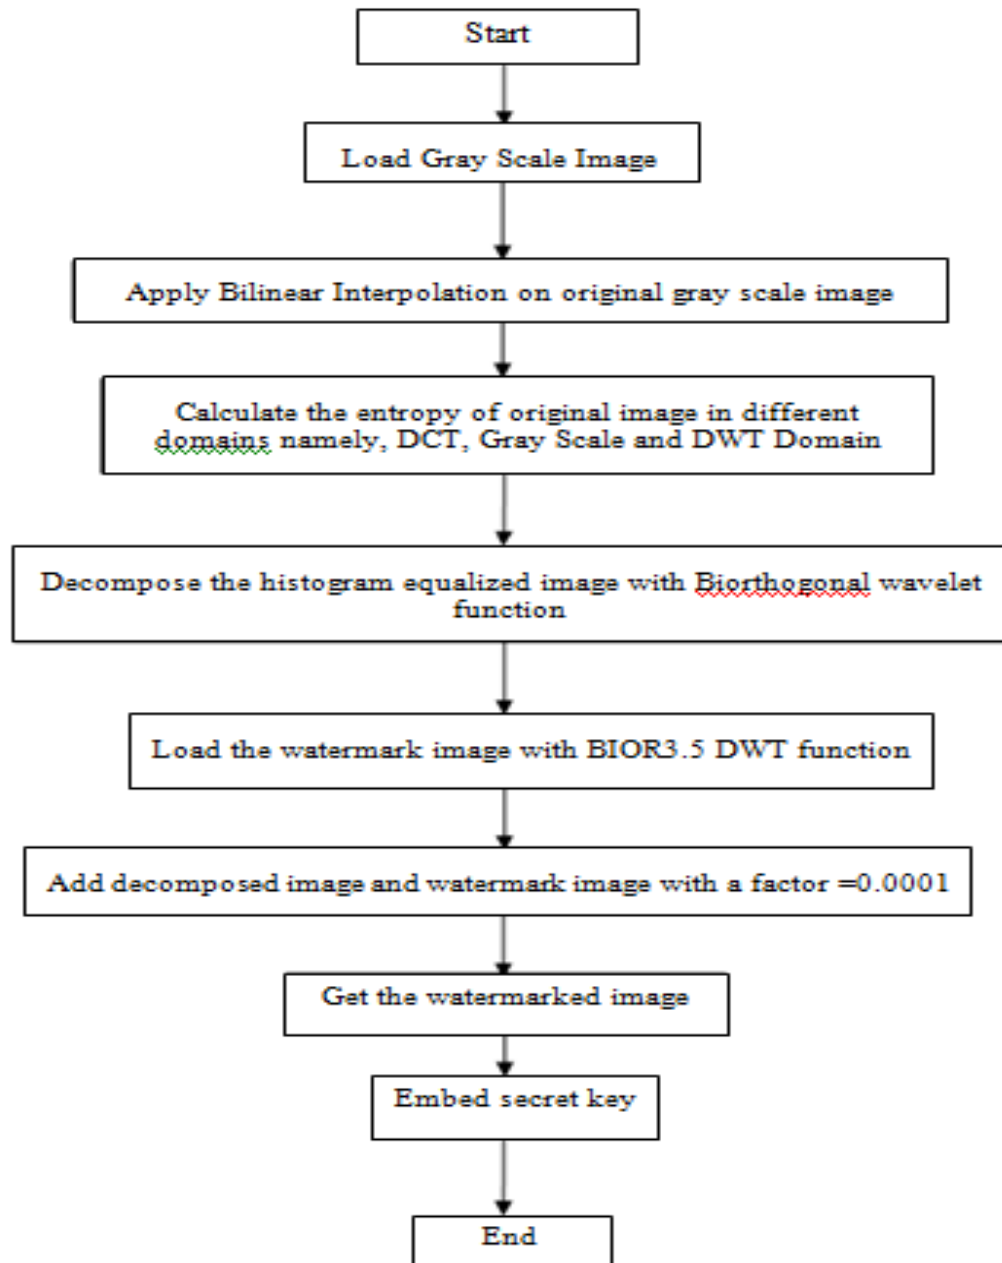 Start
Load Gray Scale Image
Apply Bilinear Interpolation on original gray scale image
Calculate the entropy of original image in different
domains namely, DCT, Gray Scale and DWT Domain
Decompose the histogram equalized image with Biorthogonal wavelet
function
Load the watermark image with BIOR3.5 DWT function
Add decomposed image and watermark image with a factor =0.0001
Get the watermarked image
Embed secret key
End